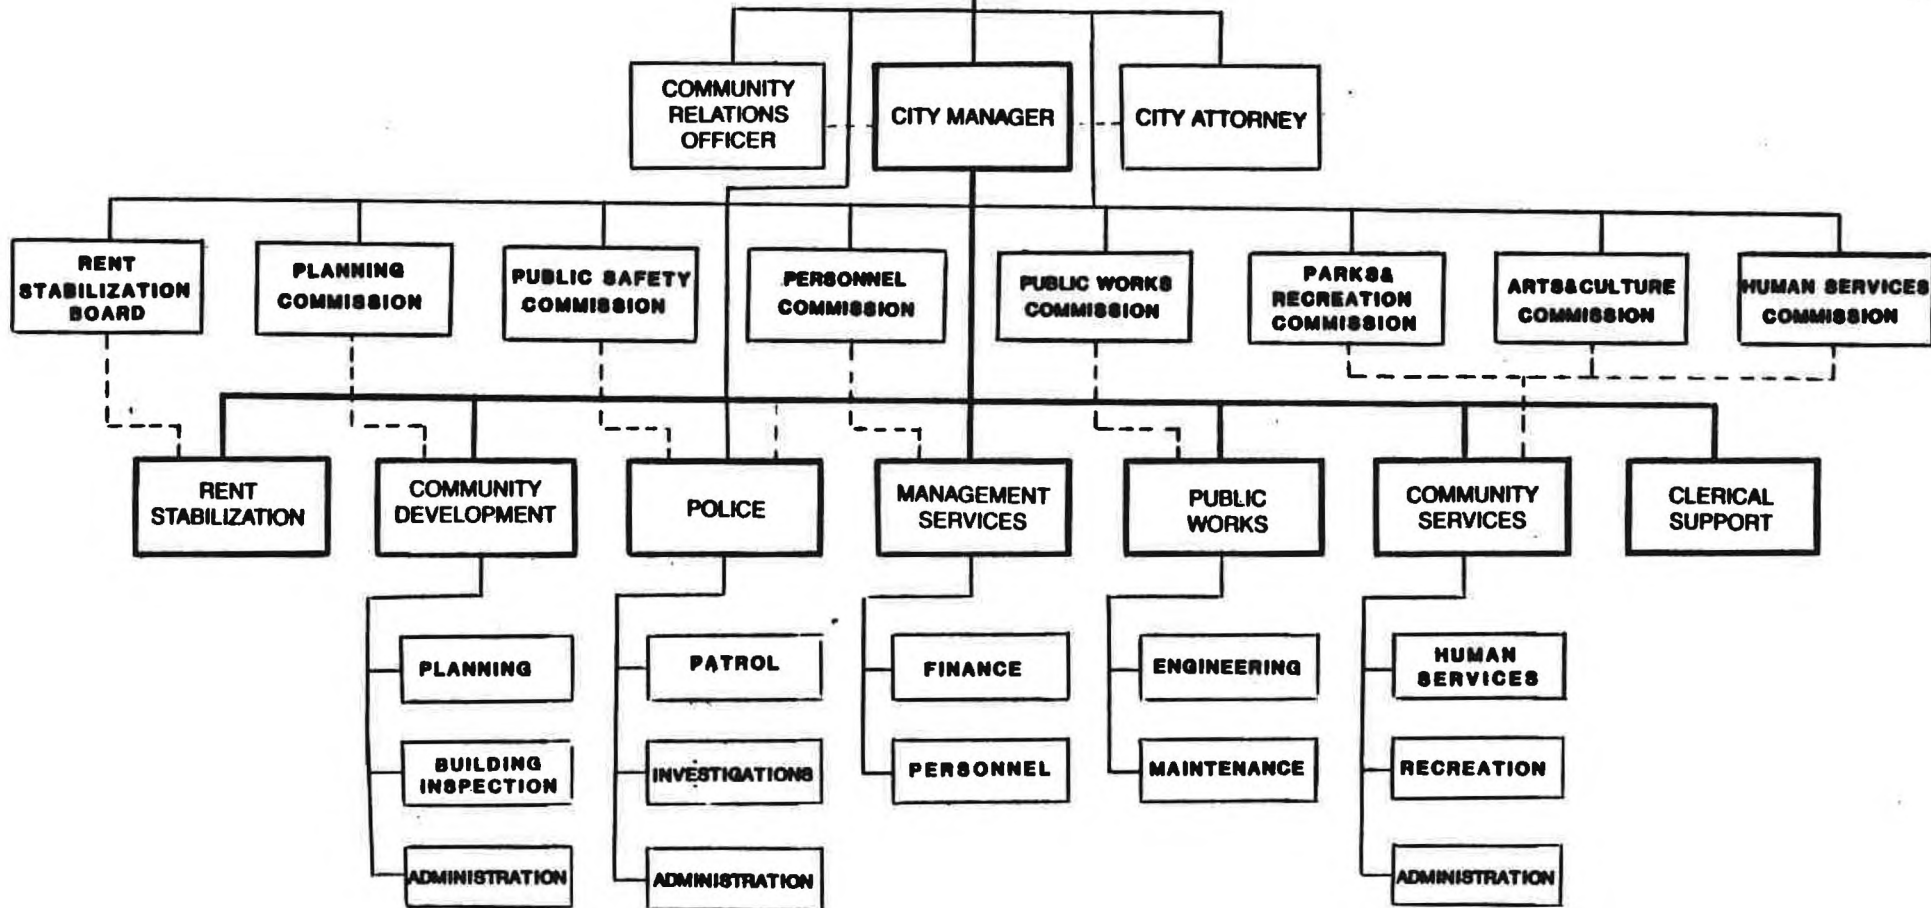 COMMUNITY
RELATIONS
OFFICER
CITY MANAGER
CITY ATTORNEY
RENT
STABILIZATION
BOARD
PLANNING
COMMISSION
PUBLIC SAFETY
COMMISSION
PERSONNEL
COMMISSION
PUBLIC WORKS
COMMISSION
PARKS&
RECREATION
COMMISSION
ARTS&CULTURE
COMMISSION
HUMAN SERVICES
COMMISSION
RENT
STABILIZATION
COMMUNITY
DEVELOPMENT
POLICE
MANAGEMENT
SERVICES
PUBLIC
WORKS
COMMUNITY
SERVICES
CLERICAL
SUPPORT
PLANNING
BUILDING
INSPECTION
ADMINISTRATION
PATROL
INVESTIGATIONS
ADMINISTRATION
FINANCE
PERSONNEL
ENGINEERING
MAINTENANCE
HUMAN
SERVICES
RECREATION
ADMINISTRATION